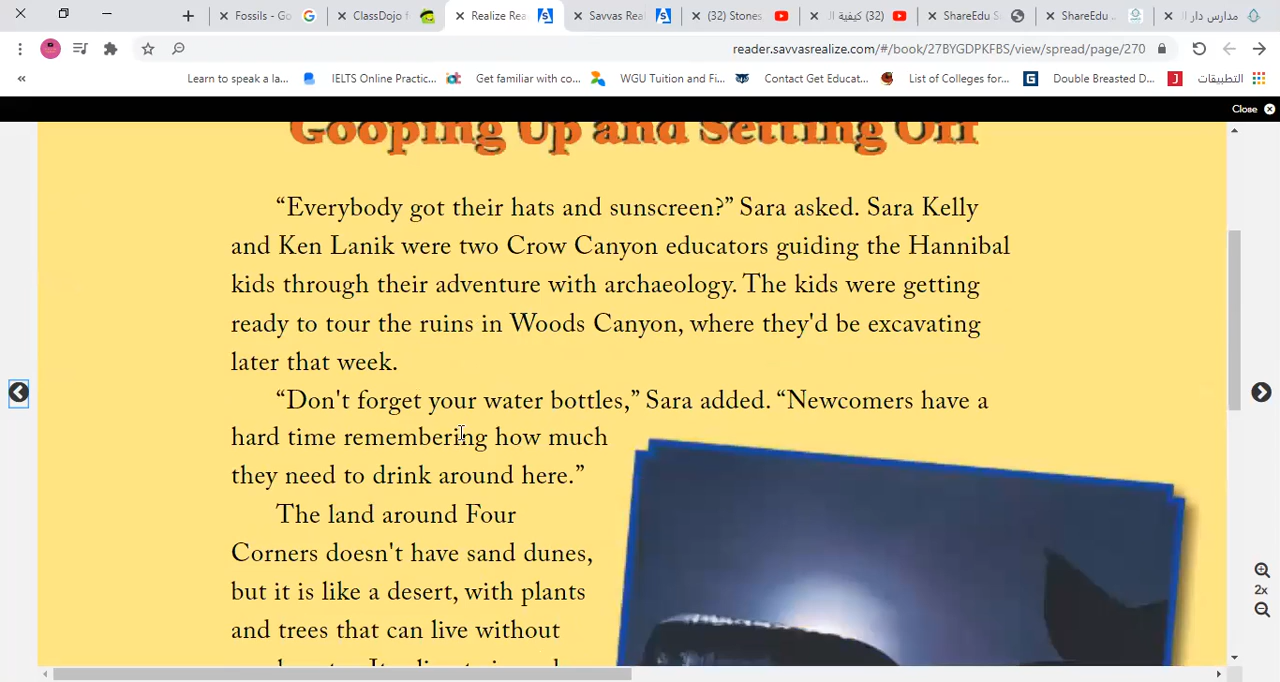 Fossils - Go
ClassDojo f
Realize Rea
Savvas Rea
(32) Stones,
(32) كيفية ال
ShareEdu S
ShareEdu
مدارس دار ا
reader.savvasrealize.com/#/book/27BYGDPKFBS/view/spread/page/270
Learn to speak a la...
IELTS Online Practic...
Get familiar with co...
WGU Tuition and Fi...
Contact Get Educat...
List of Colleges for...
Double Breasted D...
التطبيقات
Close
Gooping Up and Setting Off
“Everybody got their hats and sunscreen?” Sara asked. Sara Kelly
and Ken Lanik were two Crow Canyon educators guiding the Hannibal
kids through their adventure with archaeology. The kids were getting
ready to tour the ruins in Woods Canyon, where they'd be excavating
later that week.
“Don't forget your water bottles,” Sara added. “Newcomers have a
hard time remembering how much
they need to drink around here.”
The land around Four
Corners doesn't have sand dunes,
but it is like a desert, with plants
and trees that can live without
2x